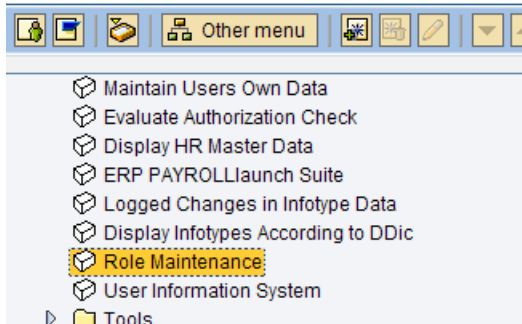 Other menu
Maintain Users Own Data
Evaluate Authorization Check
Display HR Master Data
ERP PAYROLLlaunch Suite
Logged Changes in Infotype Data
Display Infotypes According to DDic
Role Maintenance
User Information System
Tools